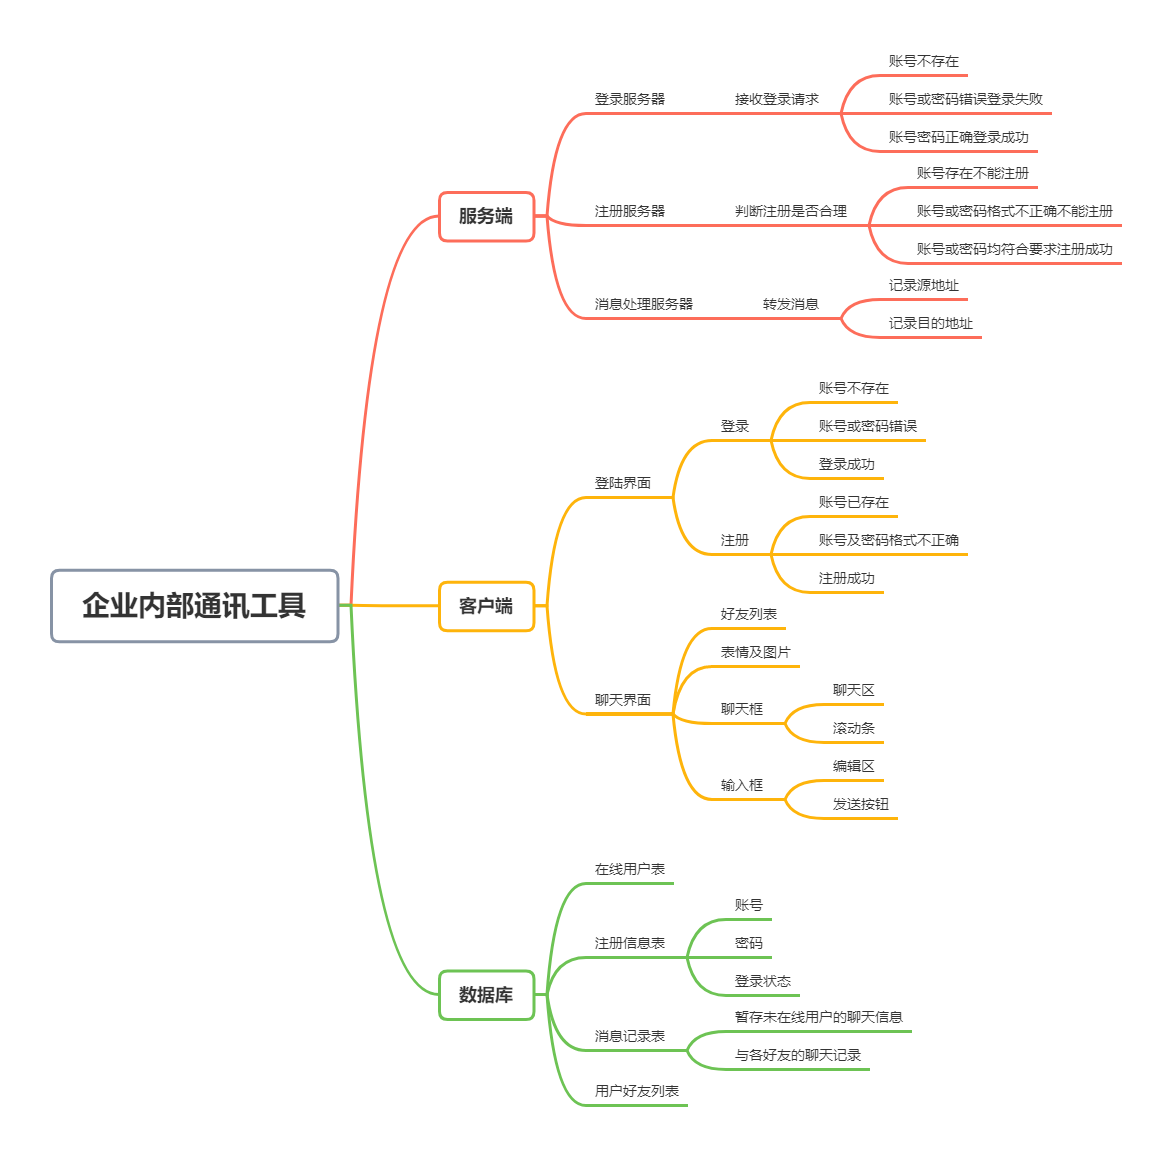 企业内部通讯工具
服务端
登录服务器
接收登录请求
账号不存在
账号或密码错误登录失败
账号密码正确登录成功
注册服务器
判断注册是否合理
账号存在不能注册
账号或密码格式不正确不能注册
账号或密码均符合要求注册成功
消息处理服务器
转发消息
记录源地址
记录目的地址
客户端
登陆界面
登录
账号不存在
账号或密码错误
登录成功
注册
账号已存在
账号及密码格式不正确
注册成功
聊天界面
好友列表
表情及图片
聊天框
聊天区
滚动条
输入框
编辑区
发送按钮
数据库
在线用户表
注册信息表
账号
密码
登录状态
消息记录表
暂存未在线用户的聊天信息
与各好友的聊天记录
用户好友列表